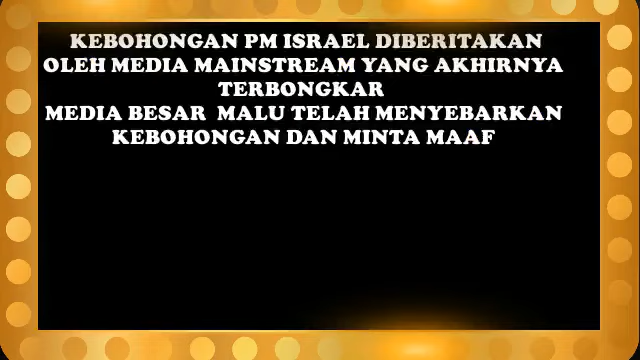 KEBOHONGAN PM ISRAEL DIBERITAKAN
OLEH MEDIA MAINSTREAM YANG AKHIRNYA
TERBONGKAR
MEDIA BESAR MALU TELAH MENYEBARKAN
KEBOHONGAN DAN MINTA MAAF